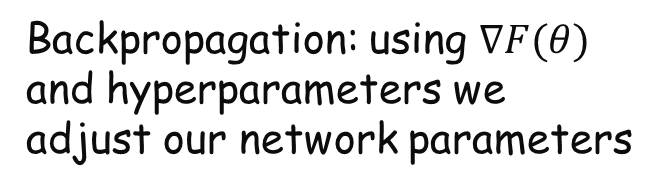 Backpropagation: using ∇F(θ)
and hyperparameters we
adjust our network parameters